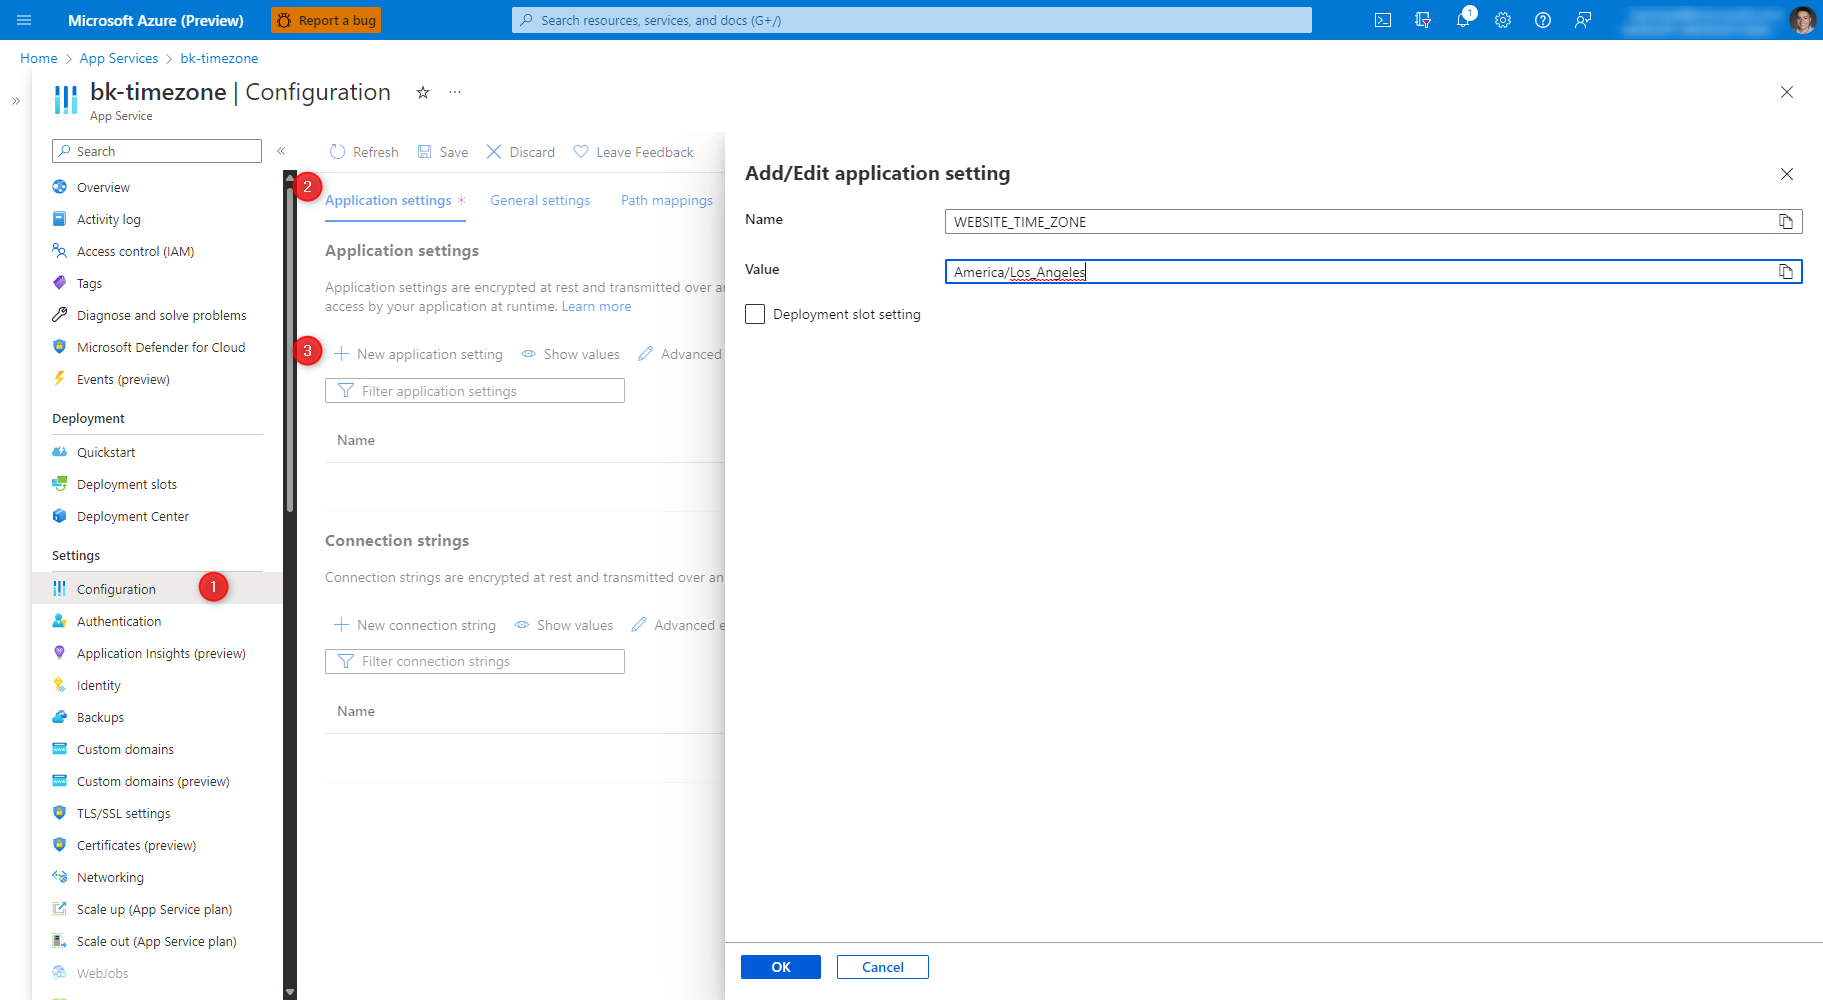 Microsoft Azure (Preview)
Report a bug
Search resources, services, and docs (G+/)
1
Home > App Services > bk-timezone
bk-timezone | Configuration
App Service
Search
Overview
Activity log
Access control (IAM)
Tags
Diagnose and solve problems
Microsoft Defender for Cloud
Events (preview)
Deployment
Quickstart
Deployment slots
Deployment Center
Settings
Configuration
1
Authentication
Application Insights (preview)
Identity
Backups
Custom domains
Custom domains (preview)
TLS/SSL settings
Certificates (preview)
Networking
Scale up (App Service plan)
Scale out (App Service plan)
WebJobs
Refresh Save Discard Leave Feedback
2
Application settings * General settings Path mappings
Application settings
Application settings are encrypted at rest and transmitted over an
access by your application at runtime. Learn more
3
New application setting Show values Advanced
Filter application settings
Name
Connection strings
Connection strings are encrypted at rest and transmitted over an
New connection string Show values Advanced e
Filter connection strings
Name
Add/Edit application setting
Name WEBSITE_TIME_ZONE
Value America/Los_Angeles
Deployment slot setting
OK Cancel